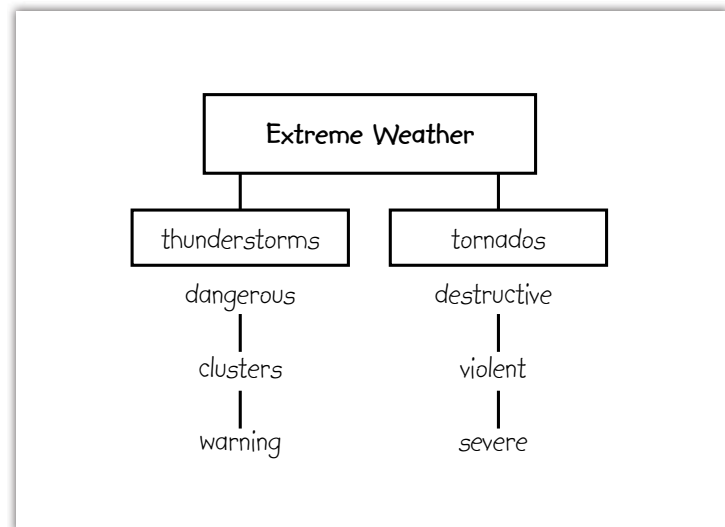 Extreme Weather
thunderstorms
tornados
dangerous
destructive
clusters
violent
warning
severe